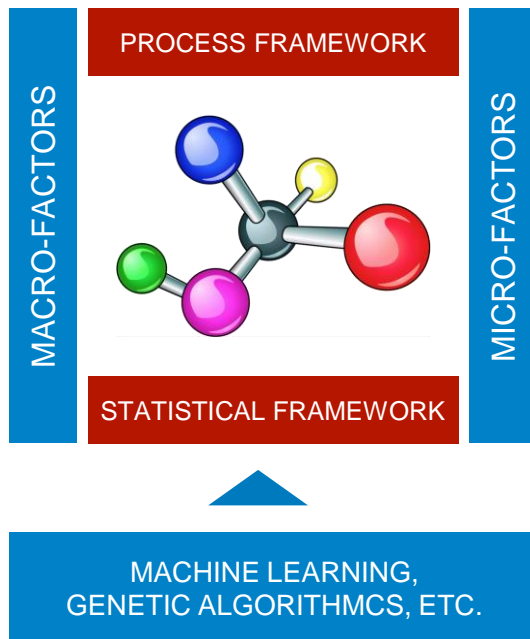 PROCESS FRAMEWORK
MACRO-FACTORS
MICRO-FACTORS
STATISTICAL FRAMEWORK
MACHINE LEARNING,
GENETIC ALGORITHMCS, ETC.